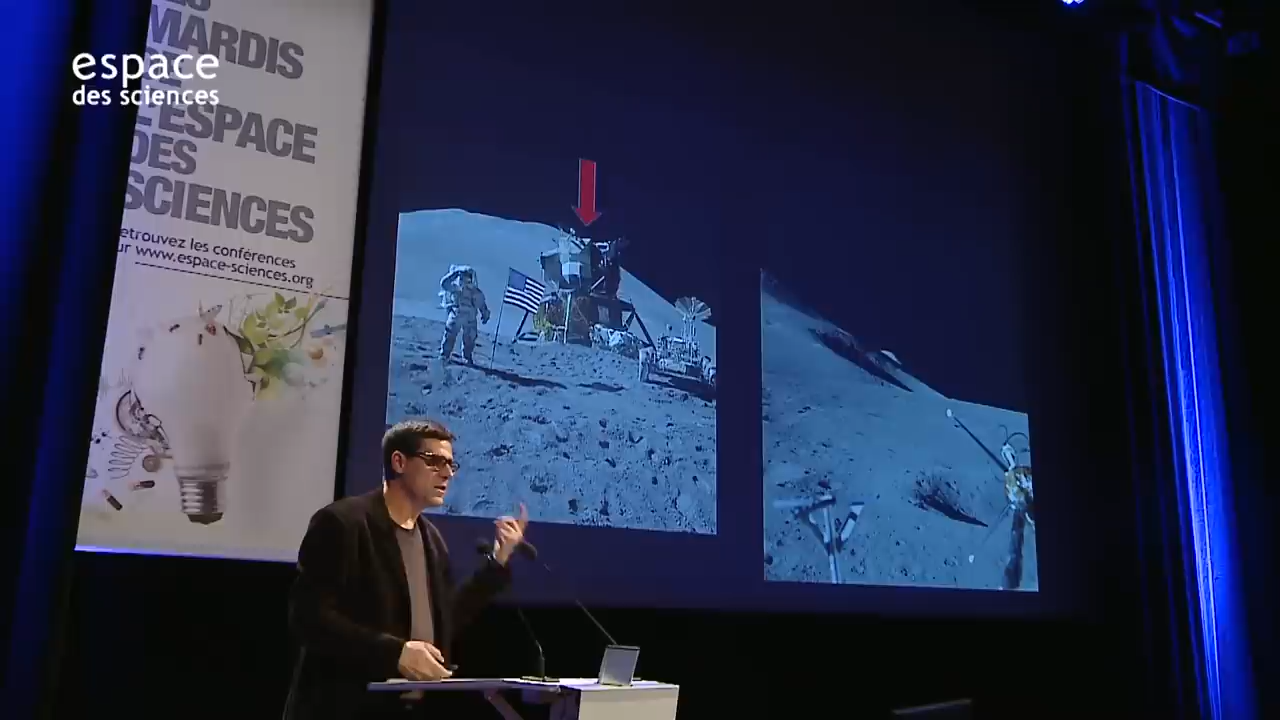 espace
des sciences
MARDIS
L'ESPACE
DES
SCIENCES
etrouvez les conférences
ur www.espace-sciences.org